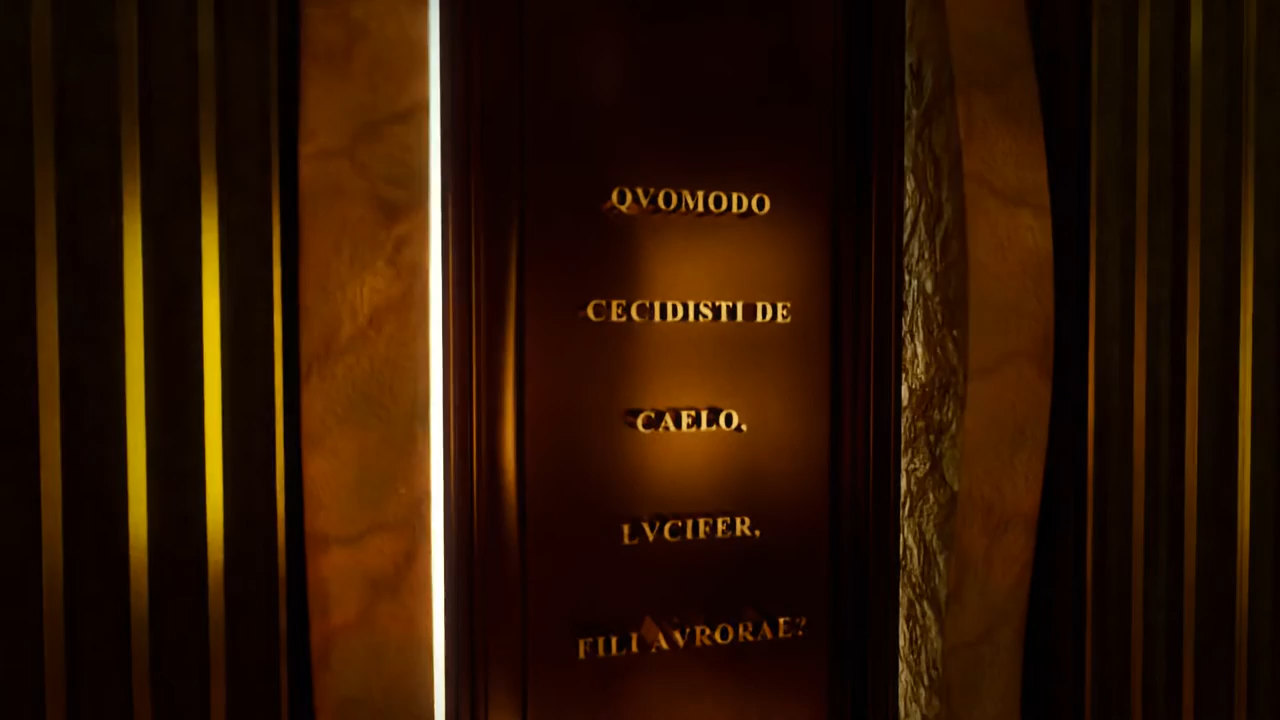 QVOMODO
CECIDISTI DE
CAELO,
LVCIFER,
FILI AVRORAE?